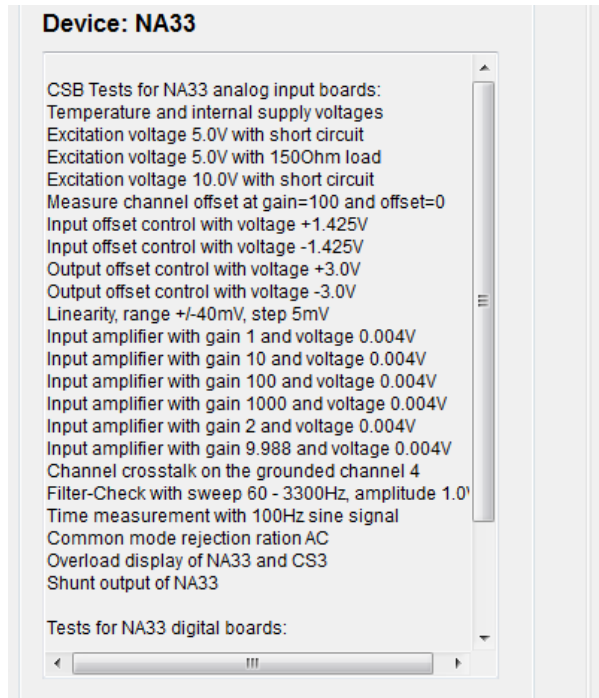 Device: NA33
CSB Tests for NA33 analog input boards:
Temperature and internal supply voltages
Excitation voltage 5.0V with short circuit
Excitation voltage 5.0V with 150Ohm load
Excitation voltage 10.0V with short circuit
Measure channel offset at gain=100 and offset=0
Input offset control with voltage +1.425V
Input offset control with voltage -1.425V
Output offset control with voltage +3.0V
Output offset control with voltage -3.0V
Linearity, range +/-40mV, step 5mV
Input amplifier with gain 1 and voltage 0.004V
Input amplifier with gain 10 and voltage 0.004V
Input amplifier with gain 100 and voltage 0.004V
Input amplifier with gain 1000 and voltage 0.004V
Input amplifier with gain 2 and voltage 0.004V
Input amplifier with gain 9.988 and voltage 0.004V
Channel crosstalk on the grounded channel 4
Filter-Check with sweep 60 - 3300Hz, amplitude 1.0
Time measurement with 100Hz sine signal
Common mode rejection ration AC
Overload display of NA33 and CS3
Shunt output of NA33
Tests for NA33 digital boards: